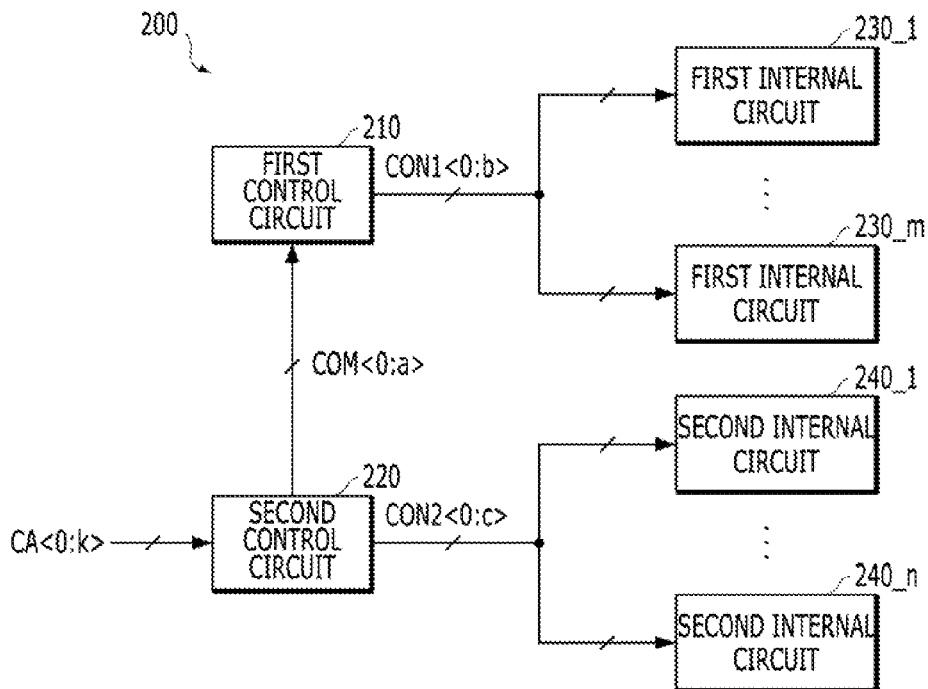 200
230_1
FIRST INTERNAL
CIRCUIT
210
FIRST
CONTROL
CIRCUIT
CON1<0:b>
230_m
FIRST INTERNAL
CIRCUIT
COM<0:a>
240_1
SECOND INTERNAL
CIRCUIT
220
SECOND
CONTROL
CIRCUIT
CON2<0:c>
CA<0:k>
240_n
SECOND INTERNAL
CIRCUIT